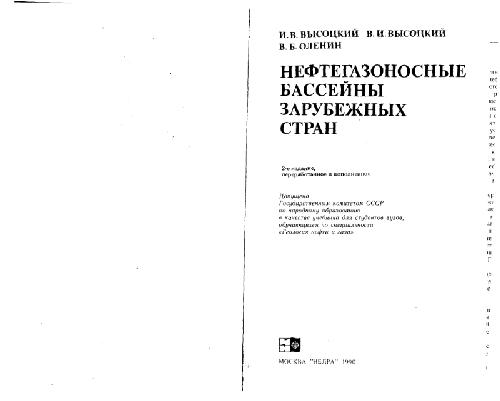 И.В.ВЫСОЦКИЙ В.И.ВЫСОЦКИЙ
В.Б.ОЛЕНИН
НЕФТЕГАЗОНОСНЫЕ
БАССЕЙНЫ
ЗАРУБЕЖНЫХ
СТРАН
2-е издание,
переработанное и дополненное
Допущено
Государственным комитетом СССР
по народному образованию
в качестве учебника для студентов вузов,
обучающихся по специальности
«Геология нефти и газа»
МОСКВА "НЕДРА" 1990